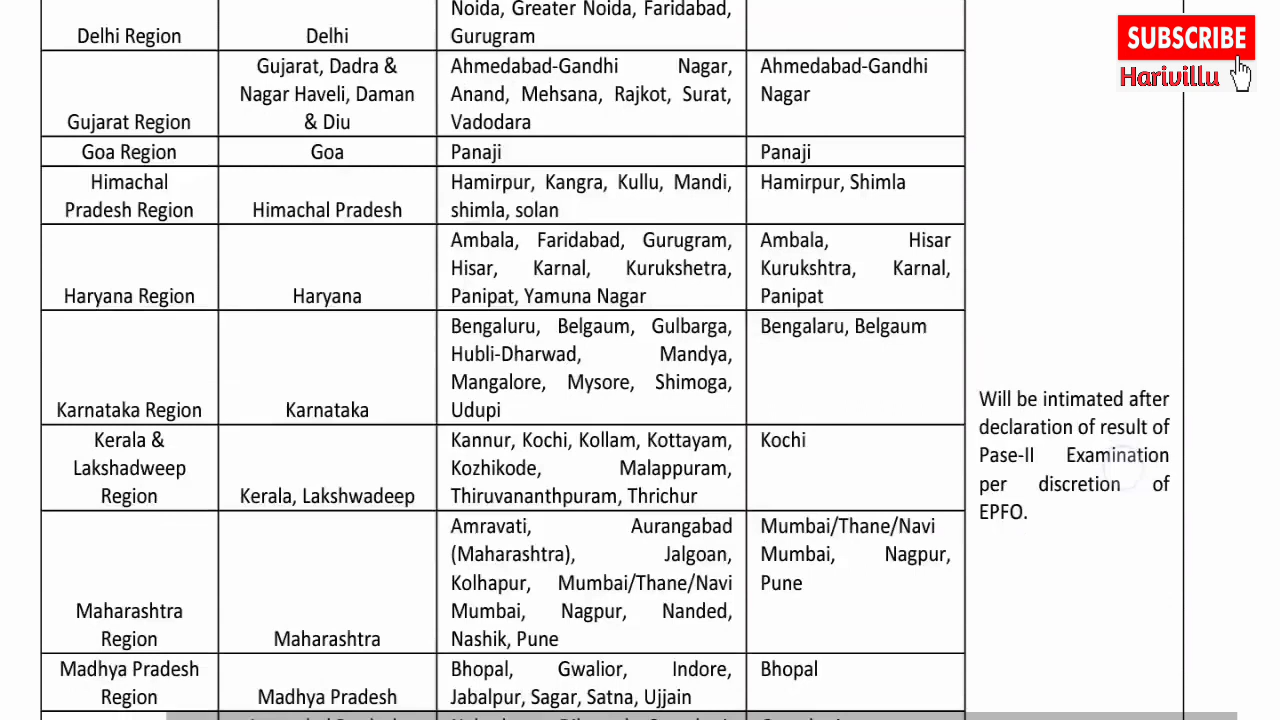 Noida, Greater Noida, Faridabad,
Delhi Region Delhi Gurugram
SUBSCRIBE
Harivillu
Gujarat, Dadra & Ahmedabad-Gandhi Nagar, Ahmedabad-Gandhi
Nagar Haveli, Daman Anand, Mehsana, Rajkot, Surat, Nagar
Gujarat Region & Diu Vadodara
Goa Region Goa Panaji Panaji
Himachal Hamirpur, Kangra, Kullu, Mandi, Hamirpur, Shimla
Pradesh Region Himachal Pradesh shimla, solan
Ambala, Faridabad, Gurugram, Ambala, Hisar
Hisar, Karnal, Kurukshetra, Kurukshtra, Karnal,
Haryana Region Haryana Panipat, Yamuna Nagar Panipat
Bengaluru, Belgaum, Gulbarga, Bengalaru, Belgaum
Hubli-Dharwad, Mandya,
Mangalore, Mysore, Shimoga,
Karnataka Region Karnataka Udupi
Will be intimated after
declaration of result of
Pase-II Examination
per discretion of
EPFO.
Kerala & Kannur, Kochi, Kollam, Kottayam, Kochi
Lakshadweep Kozhikode, Malappuram,
Region Kerala, Lakshwadeep Thiruvananthpuram, Thrichur
Amravati, Aurangabad Mumbai/Thane/Navi
(Maharashtra), Jalgoan, Mumbai, Nagpur,
Kolhapur, Mumbai/Thane/Navi Pune
Maharashtra Mumbai, Nagpur, Nanded,
Region Maharashtra Nashik, Pune
Madhya Pradesh Bhopal, Gwalior, Indore, Bhopal
Region Madhya Pradesh Jabalpur, Sagar, Satna, Ujjain